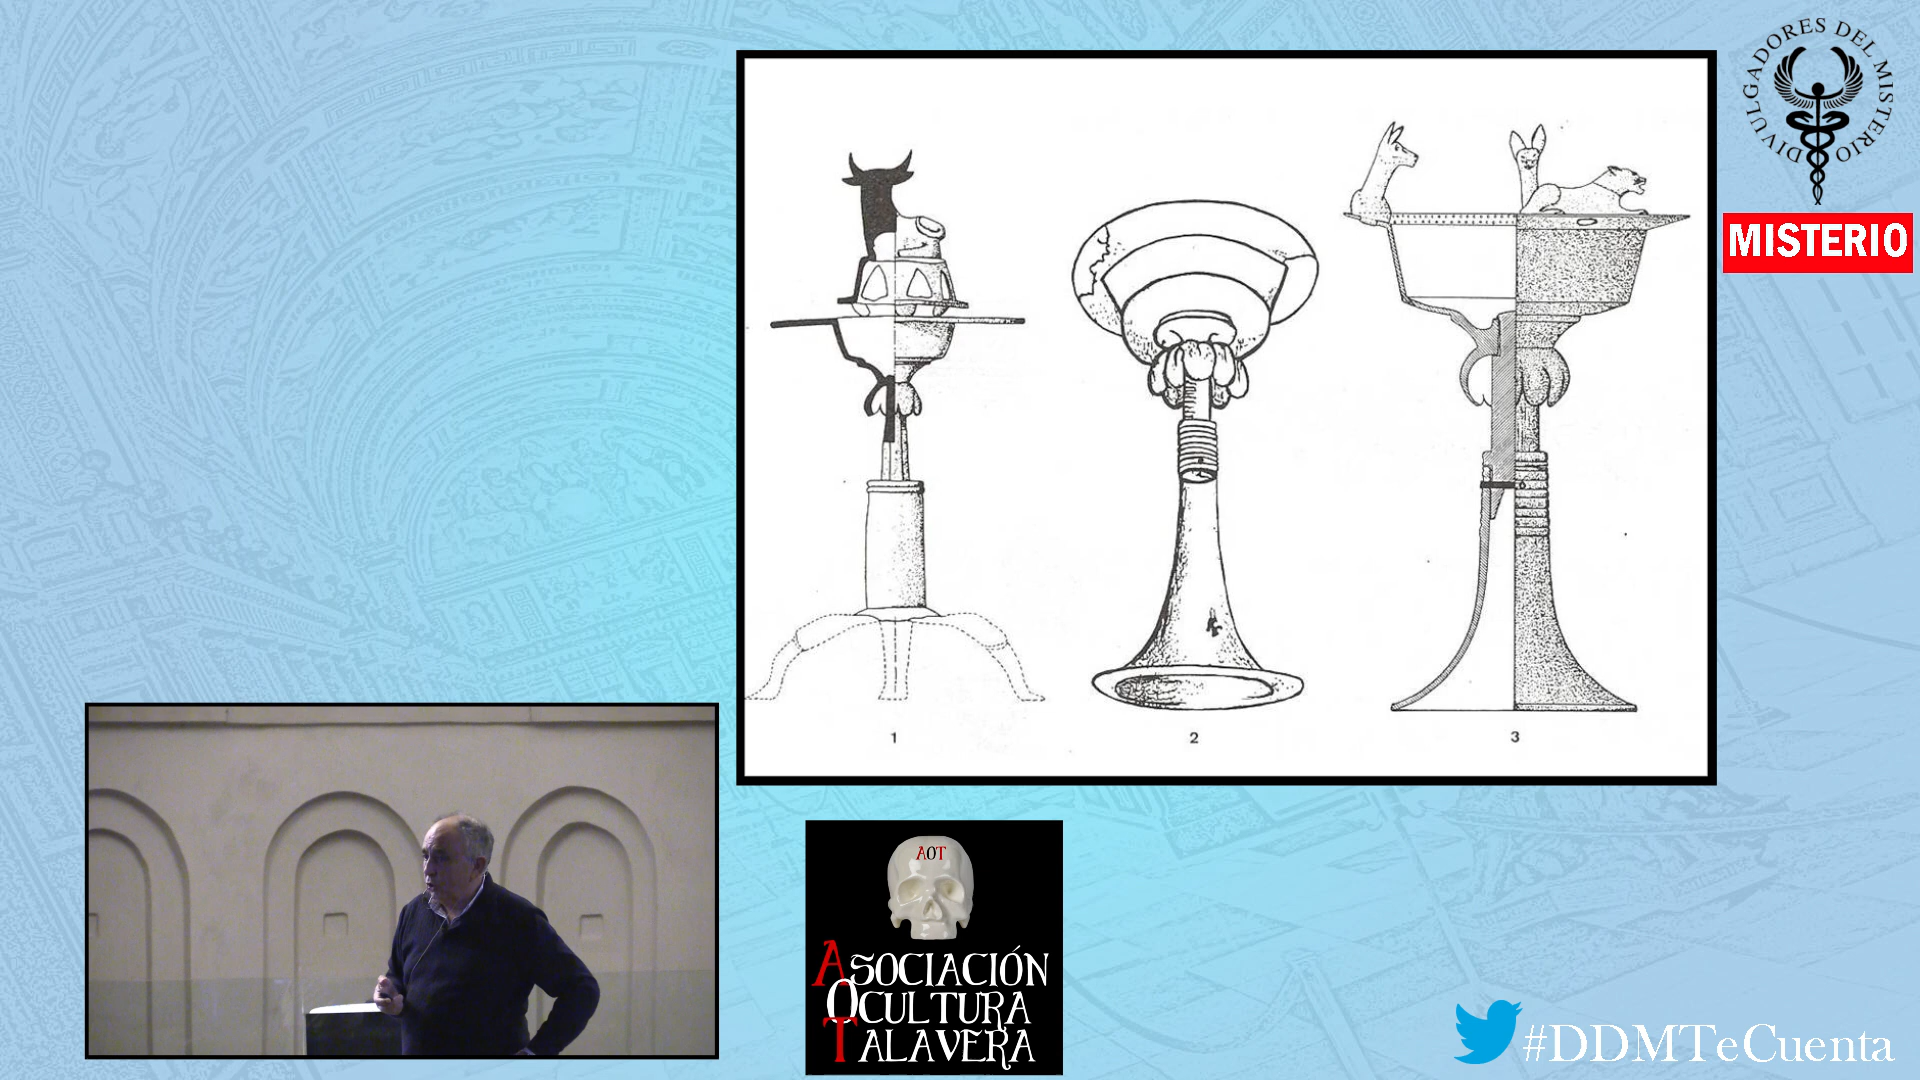 DIVULGADORES DEL MISTERIO
MISTERIO
1
2
3
AOT
ASOCIACIÓN
OCULTURA
TALAVERA
#DDMTeCuenta